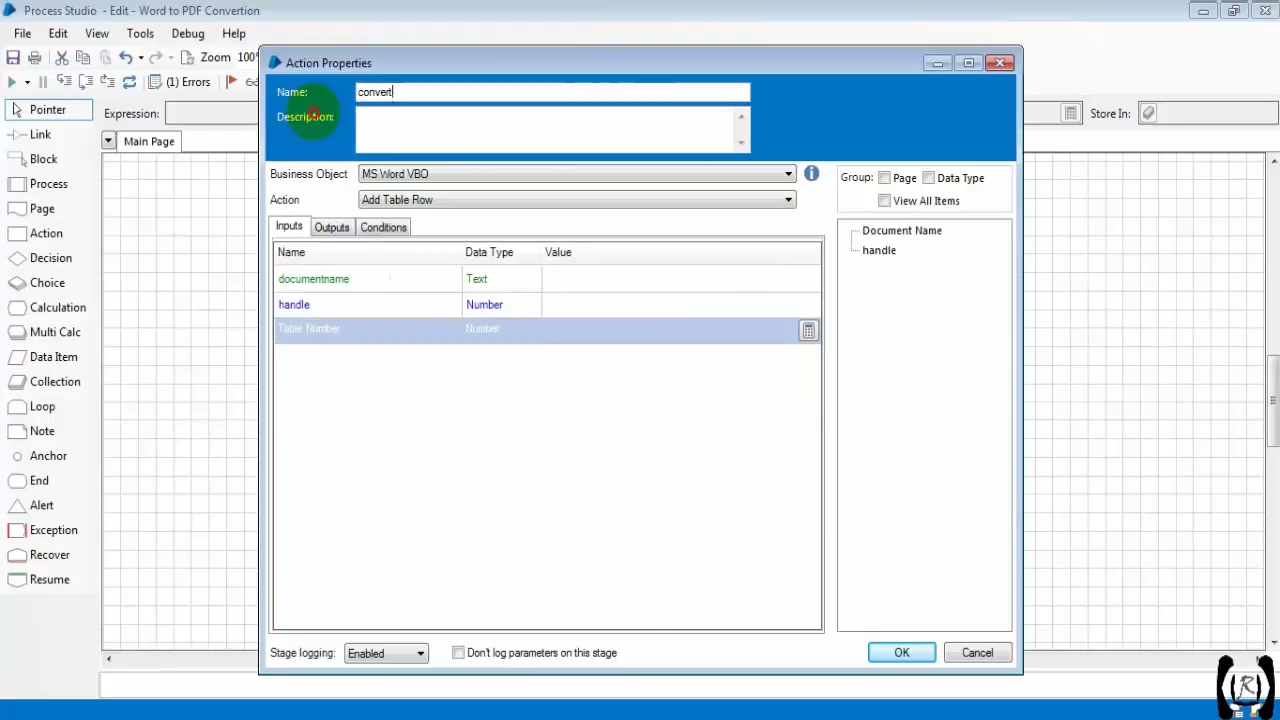 Process Studio - Edit - Word to PDF Convertion
File Edit View Tools Debug Help
Zoom 100%
(1) Errors
Pointer
Expression:
Store In:
Link
Main Page
Block
Process
Page
Action
Decision
Choice
Calculation
Multi Calc
Data Item
Collection
Loop
Note
Anchor
End
Alert
Exception
Recover
Resume
Action Properties
Name: convert
Description:
Business Object MS Word VBO
Action Add Table Row
Group: Page Data Type
View All Items
Inputs Outputs Conditions
Name Data Type Value
documentname Text
handle Number
Table Number Number
Document Name
handle
Stage logging: Enabled Don't log parameters on this stage
OK Cancel
R